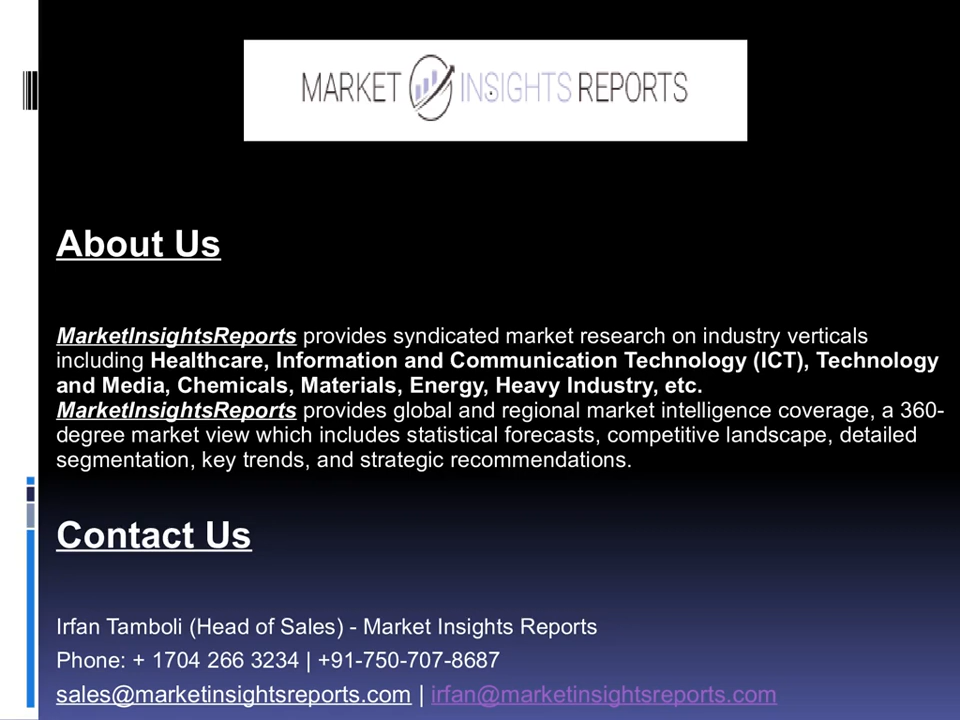 MARKET INSIGHTS REPORTS
About Us
MarketInsightsReports provides syndicated market research on industry verticals
including Healthcare, Information and Communication Technology (ICT), Technology
and Media, Chemicals, Materials, Energy, Heavy Industry, etc.
MarketInsightsReports provides global and regional market intelligence coverage, a 360-
degree market view which includes statistical forecasts, competitive landscape, detailed
segmentation, key trends, and strategic recommendations.
Contact Us
Irfan Tamboli (Head of Sales) - Market Insights Reports
Phone: + 1704 266 3234 | +91-750-707-8687
sales@marketinsightsreports.com | irfan@marketinsightsreports.com